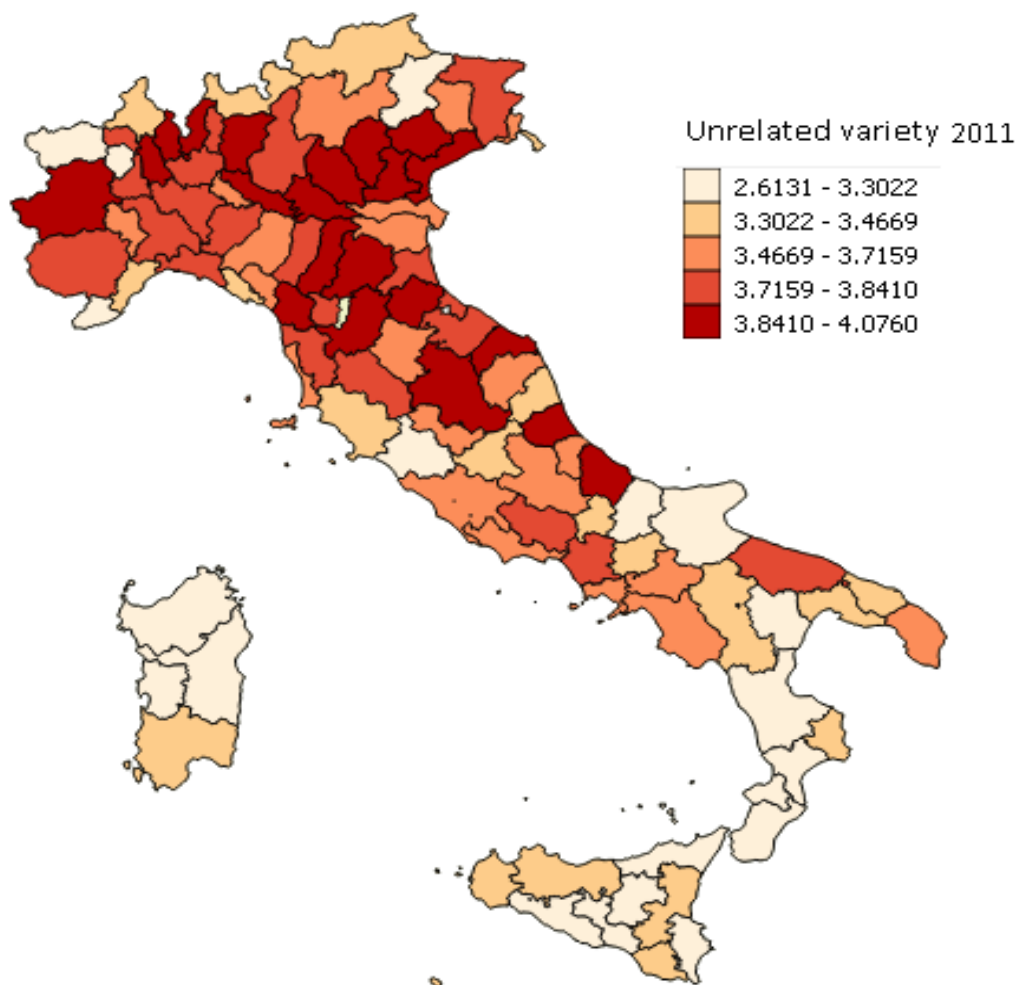 Unrelated variety 2011
2.6131 - 3.3022
3.3022 - 3.4669
3.4669 - 3.7159
3.7159 - 3.8410
3.8410 - 4.0760